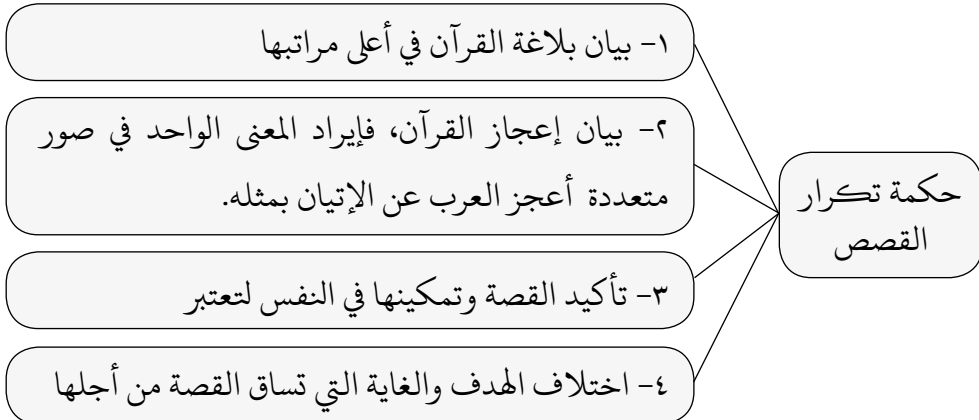 حكمة تكرار
القصص
١- بيان بلاغة القرآن في أعلى مراتبها
٢- بيان إعجاز القرآن، فإيراد المعنى الواحد في صور
متعددة أعجز العرب عن الإتيان بمثله.
٣- تأكيد القصة وتمكينها في النفس لتعتبر
٤- اختلاف الهدف والغاية التي تساق القصة من أجلها